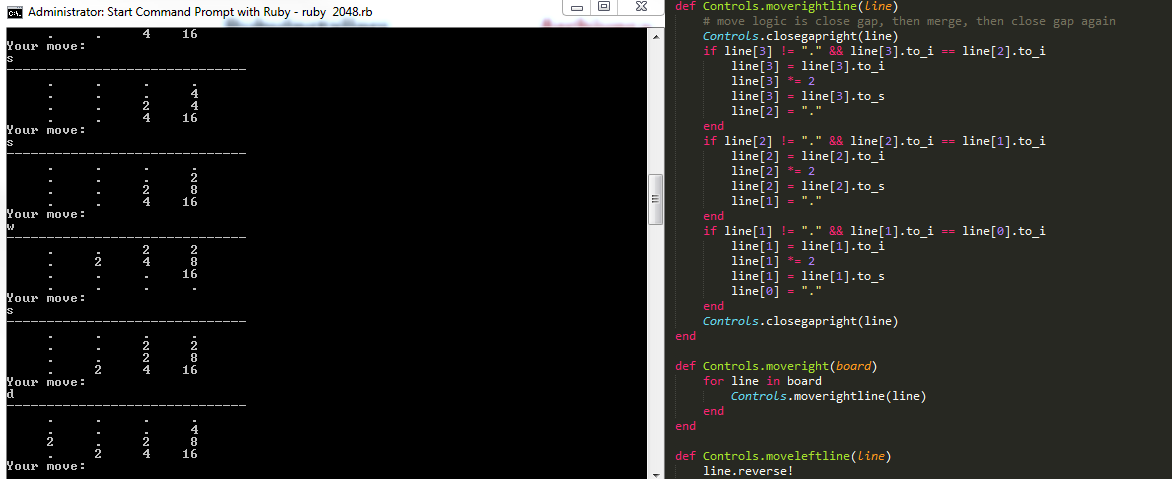 Administrator: Start Command Prompt with Ruby - ruby 2048.rb
. . 4 16
Your move:
s
------------------------------
. . . .
. . . 4
. . 2 4
. . 4 16
Your move:
s
------------------------------
. . . .
. . . 2
. . 2 8
. . 4 16
Your move:
w
------------------------------
. . 2 2
. 2 4 8
. . . 16
. . . .
Your move:
s
------------------------------
. . . .
. . 2 2
. . 2 8
. 2 4 16
Your move:
d
------------------------------
. . . .
. . . 4
2 . 2 8
. 2 4 16
Your move:
def Controls.moverightline(line)
# move logic is close gap, then merge, then close gap again
Controls.closegapright(line)
if line[3] != "." && line[3].to_i == line[2].to_i
line[3] = line[3].to_i
line[3] *= 2
line[3] = line[3].to_s
line[2] = "."
end
if line[2] != "." && line[2].to_i == line[1].to_i
line[2] = line[2].to_i
line[2] *= 2
line[2] = line[2].to_s
line[1] = "."
end
if line[1] != "." && line[1].to_i == line[0].to_i
line[1] = line[1].to_i
line[1] *= 2
line[1] = line[1].to_s
line[0] = "."
end
Controls.closegapright(line)
end
def Controls.moveright(board)
for line in board
Controls.moverightline(line)
end
end
def Controls.moveleftline(line)
line.reverse!